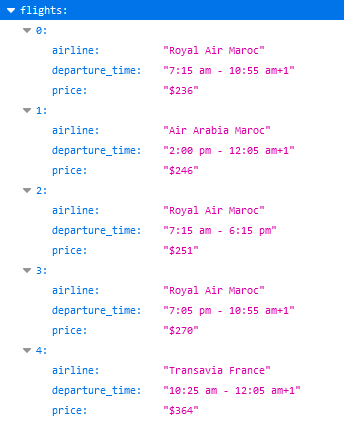 flights:
0:
airline: "Royal Air Maroc"
departure_time: "7:15 am - 10:55 am+1"
price: "$236"
1:
airline: "Air Arabia Maroc"
departure_time: "2:00 pm - 12:05 am+1"
price: "$246"
2:
airline: "Royal Air Maroc"
departure_time: "7:15 am - 6:15 pm"
price: "$251"
3:
airline: "Royal Air Maroc"
departure_time: "7:05 pm - 10:55 am+1"
price: "$270"
4:
airline: "Transavia France"
departure_time: "10:25 am - 12:05 am+1"
price: "$364"